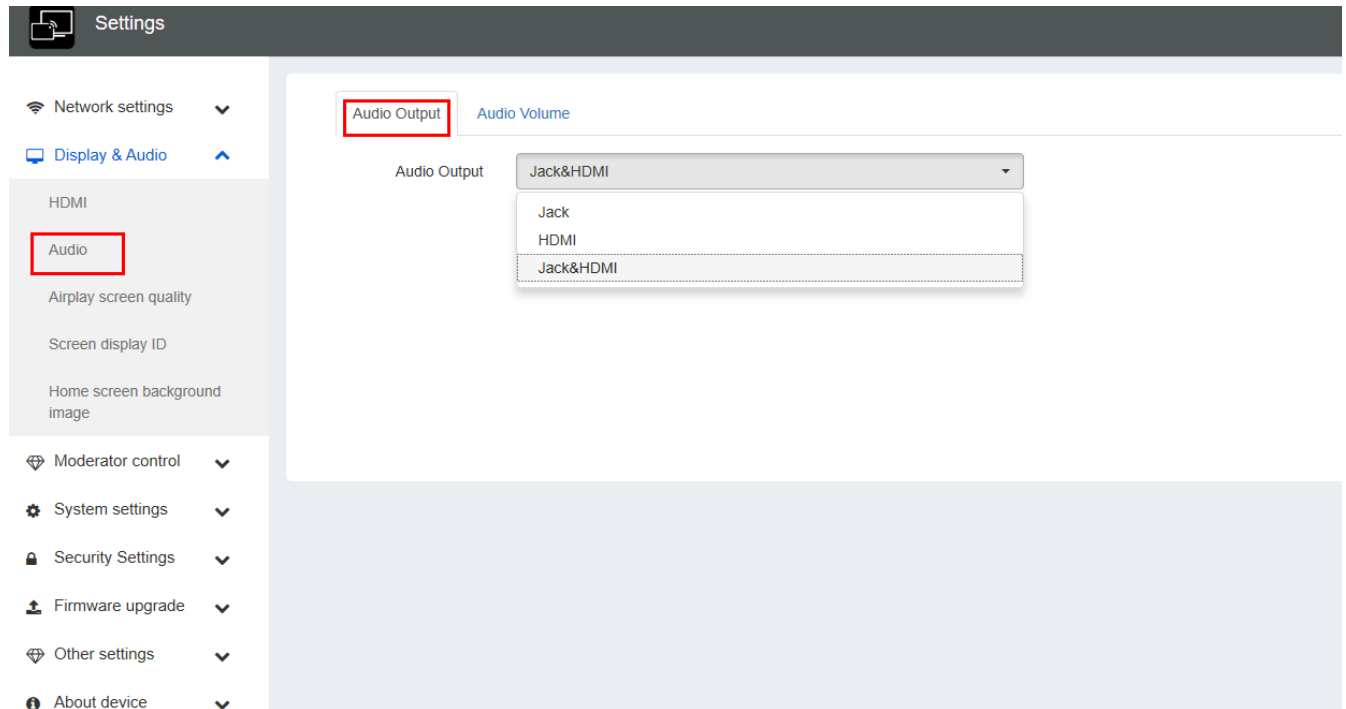 Settings
Network settings
Display & Audio
HDMI
Audio
Airplay screen quality
Screen display ID
Home screen background
image
Moderator control
System settings
Security Settings
Firmware upgrade
Other settings
About device
Audio Output
Audio Volume
Audio Output
Jack&HDMI
Jack
HDMI
Jack&HDMI